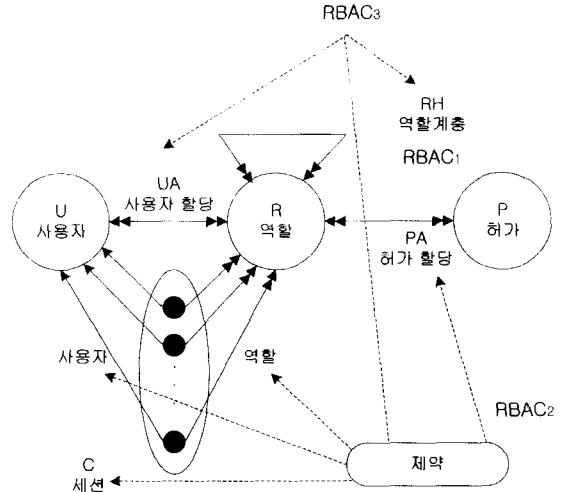 RBAC3
RH
역할계층
RBAC1
UA
사용자 할당
U
사용자
R
역할
P
허가
PA
허가 할당
사용자
역할
RBAC2
제약
C
세션